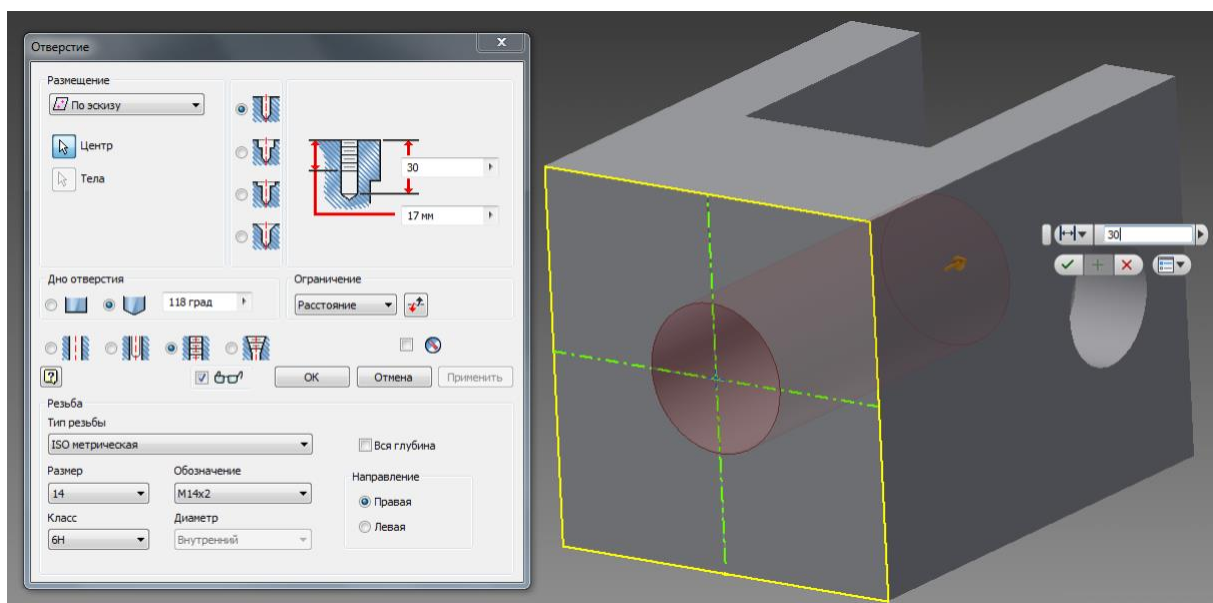 Отверстие
Размещение
По эскизу
Центр
Тела
30
17 мм
Дно отверстия
118 град
Ограничение
Расстояние
OK
Отмена
Применить
Резьба
Тип резьбы
ISO метрическая
Вся глубина
Размер
Обозначение
14
M14x2
Направление
Правая
Левая
Класс
Диаметр
6H
Внутренний
30